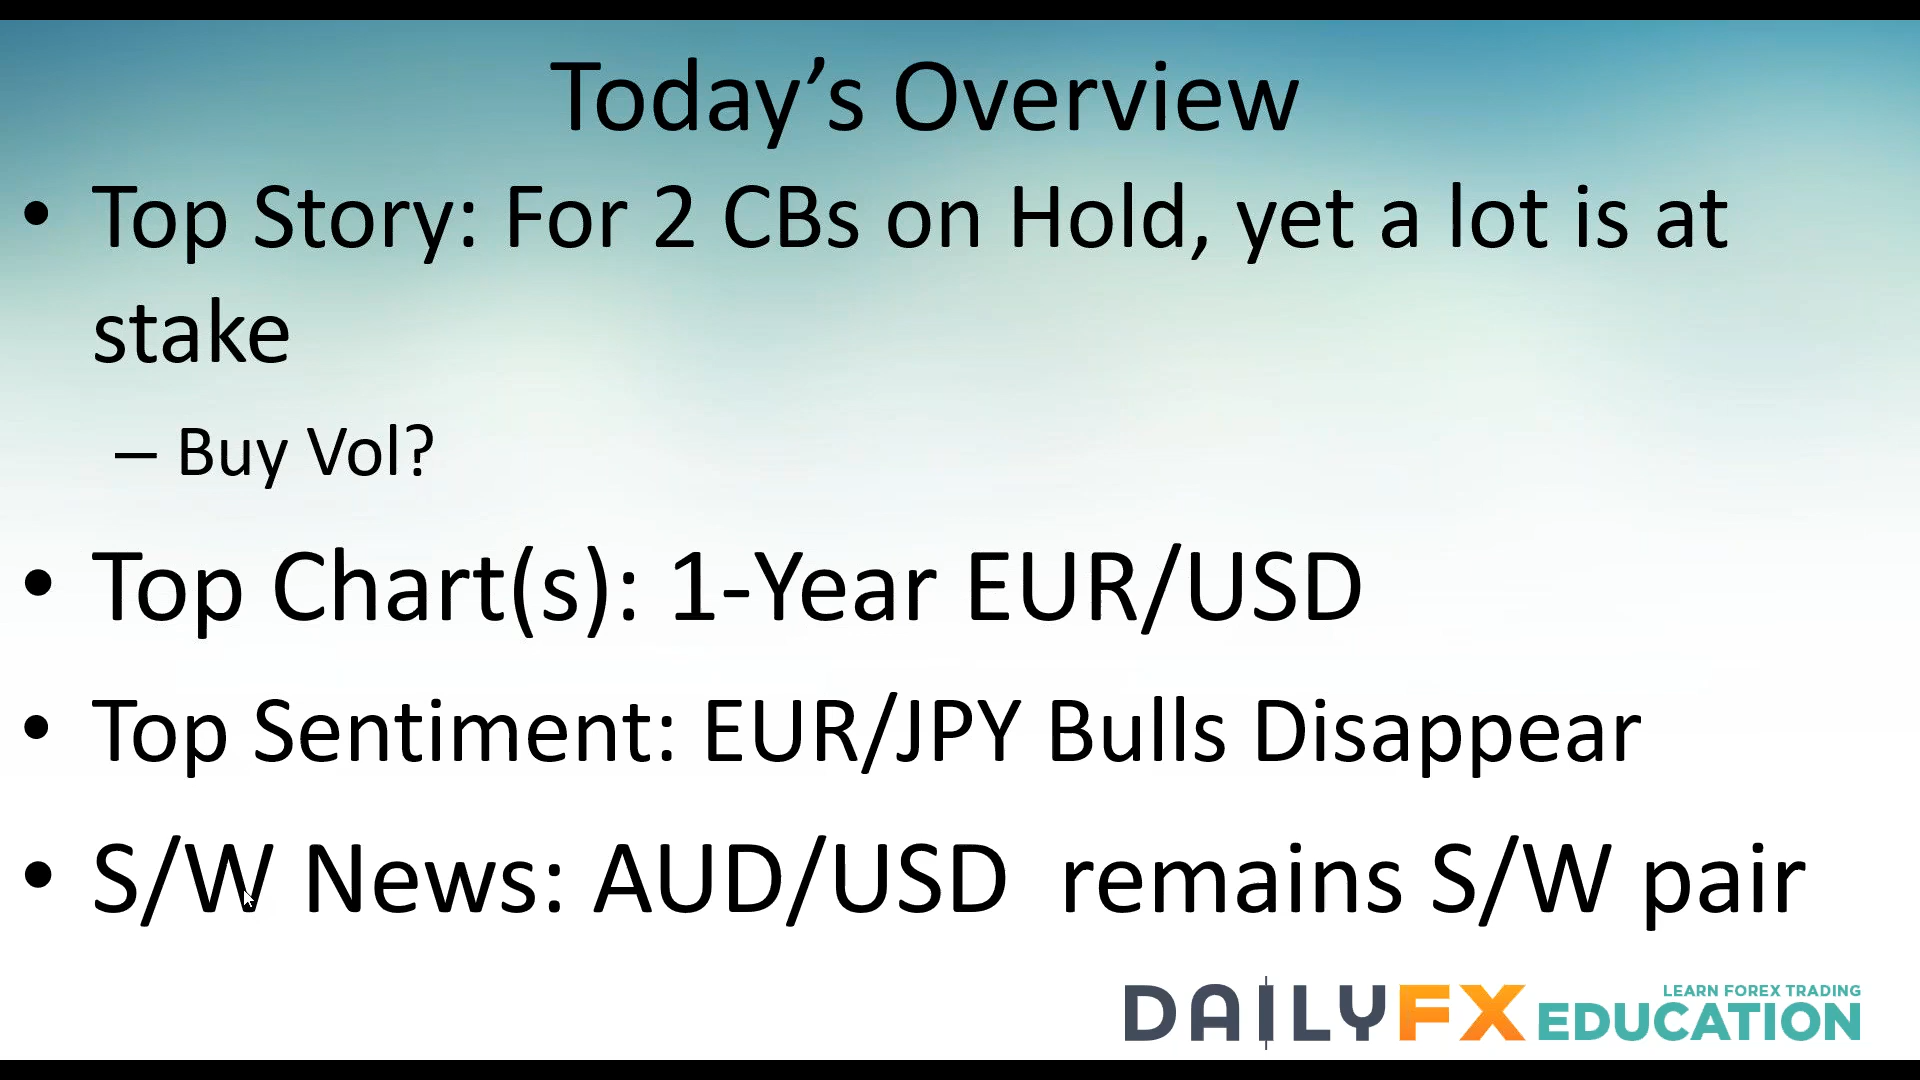 Today’s Overview
• Top Story: For 2 CBs on Hold, yet a lot is at
stake
– Buy Vol?
• Top Chart(s): 1-Year EUR/USD
• Top Sentiment: EUR/JPY Bulls Disappear
• S/W News: AUD/USD  remains S/W pair
DAILYFX LEARN FOREX TRADING
EDUCATION